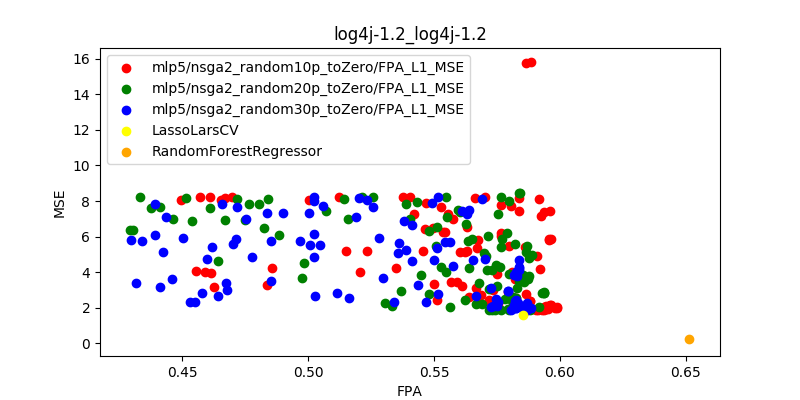 log4j-1.2_log4j-1.2
mlp5/nsga2_random10p_toZero/FPA_L1_MSE
mlp5/nsga2_random20p_toZero/FPA_L1_MSE
mlp5/nsga2_random30p_toZero/FPA_L1_MSE
LassoLarsCV
RandomForestRegressor
MSE
16
14
12
10
8
6
4
2
0
0.45 0.50 0.55 0.60 0.65
FPA